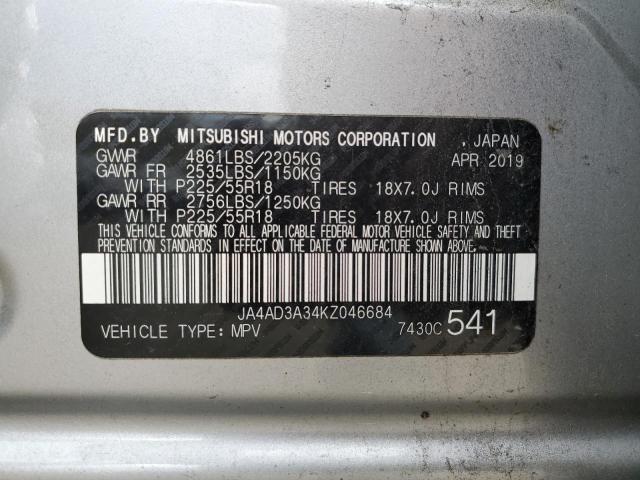 MFD.BY MITSUBISHI MOTORS CORPORATION . JAPAN
GVWR 4861LBS/2205KG APR 2019
GAWR FR 2535LBS/1150KG
WITH P225/55R18 TIRES 18X7.0J RIMS
GAWR RR 2756LBS/1250KG
WITH P225/55R18 TIRES 18X7.0J RIMS
THIS VEHICLE CONFORMS TO ALL APPLICABLE FEDERAL MOTOR VEHICLE SAFETY AND THEFT
PREVENTION STANDARDS IN EFFECT ON THE DATE OF MANUFACTURE SHOWN ABOVE.
JA4AD3A34KZ046684
VEHICLE TYPE:MPV 7430C 541